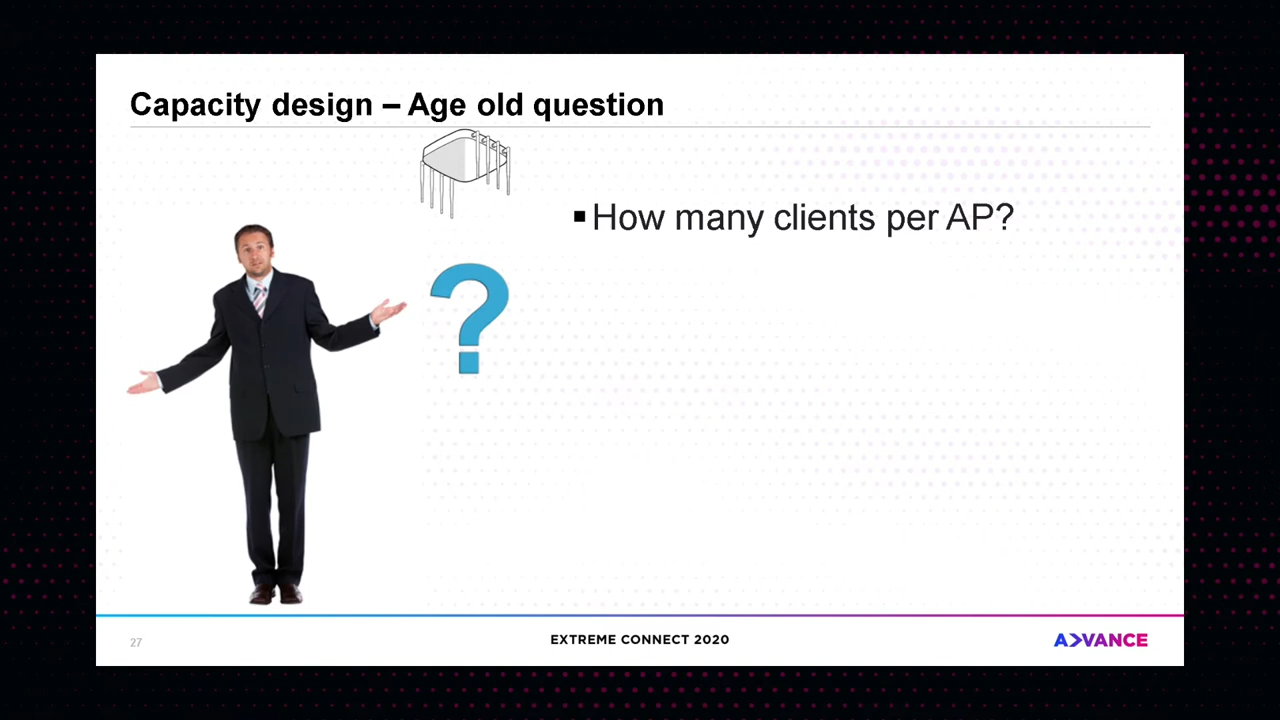 Capacity design – Age old question
▪How many clients per AP?
?
27
EXTREME CONNECT 2020
ADVANCE